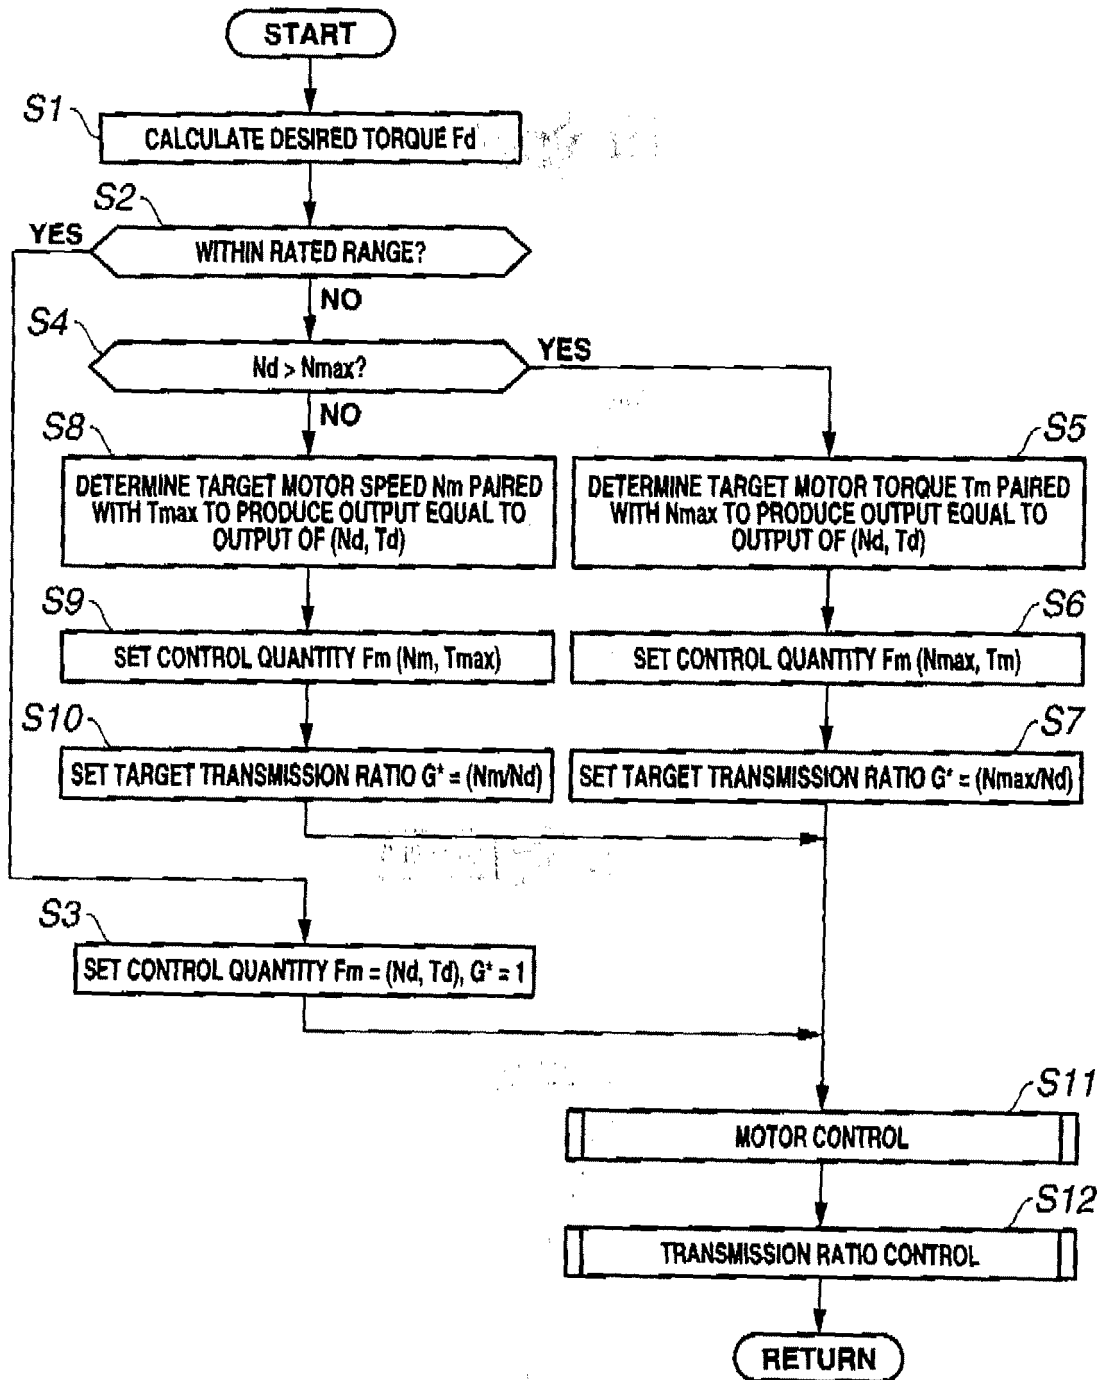 START
S1
CALCULATE DESIRED TORQUE Fd
S2
YES
WITHIN RATED RANGE?
NO
S4
Nd > Nmax?
YES
NO
S8
DETERMINE TARGET MOTOR SPEED Nm PAIRED
WITH Tmax TO PRODUCE OUTPUT EQUAL TO
OUTPUT OF (Nd, Td)
S5
DETERMINE TARGET MOTOR TORQUE Tm PAIRED
WITH Nmax TO PRODUCE OUTPUT EQUAL TO
OUTPUT OF (Nd, Td)
S9
SET CONTROL QUANTITY Fm (Nm, Tmax)
S6
SET CONTROL QUANTITY Fm (Nmax, Tm)
S10
SET TARGET TRANSMISSION RATIO G* = (Nm/Nd)
S7
SET TARGET TRANSMISSION RATIO G* = (Nmax/Nd)
S3
SET CONTROL QUANTITY Fm = (Nd, Td), G* = 1
S11
MOTOR CONTROL
S12
TRANSMISSION RATIO CONTROL
RETURN